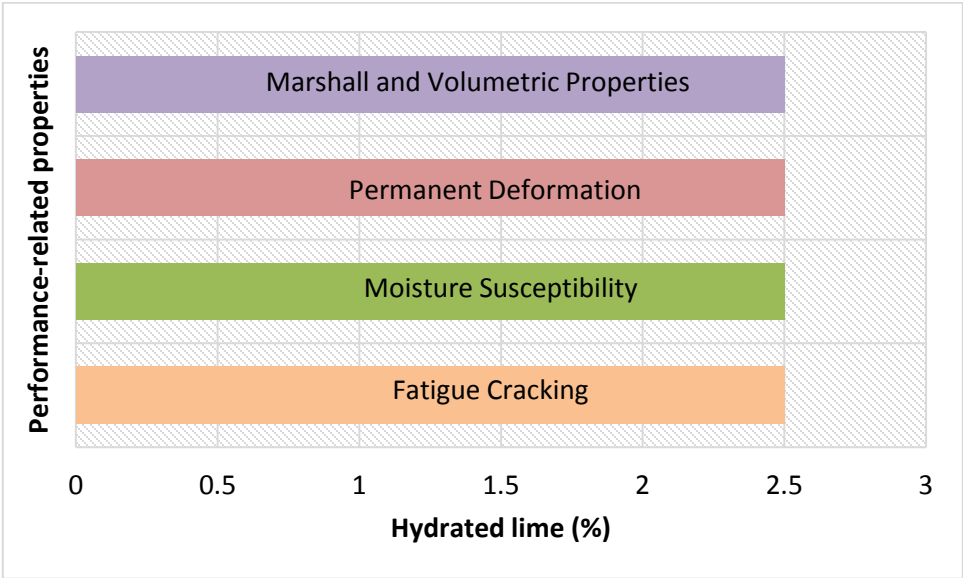 Performance-related properties
Marshall and Volumetric Properties
Permanent Deformation
Moisture Susceptibility
Fatigue Cracking
0 0.5 1 1.5 2 2.5 3
Hydrated lime (%)